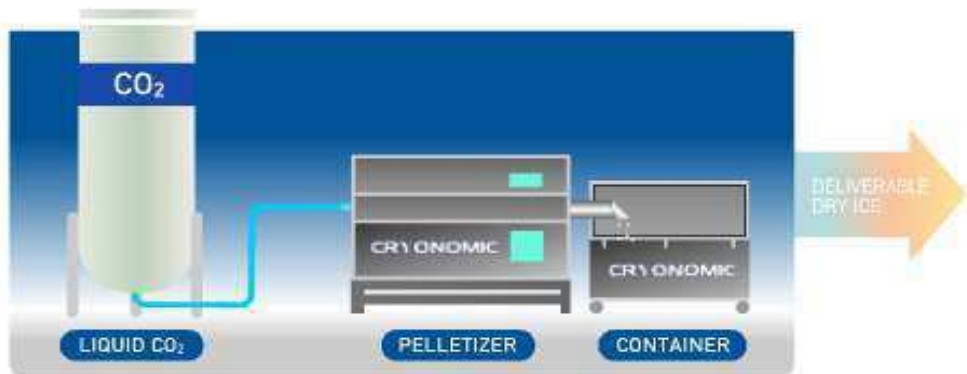 CO₂
DELIVERABLE
DRY ICE
CRYONOMIC
CRYONOMIC
LIQUID CO₂
PELLETIZER
CONTAINER